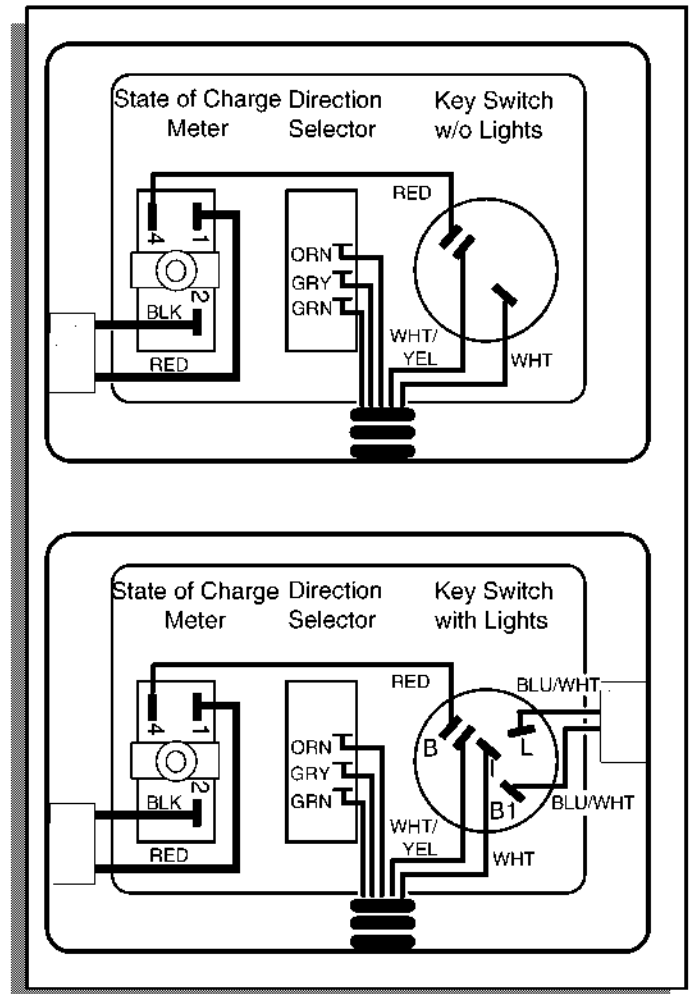 State of Charge Meter
Direction Selector
Key Switch w/o Lights
RED
4
1
ORN
GRY
GRN
2
BLK
RED
WHT/
YEL
WHT
State of Charge Meter
Direction Selector
Key Switch with Lights
RED
BLU/WHT
4
1
B
L
I
ORN
GRY
GRN
2
BLK
B1
BLU/WHT
WHT/
YEL
RED
WHT